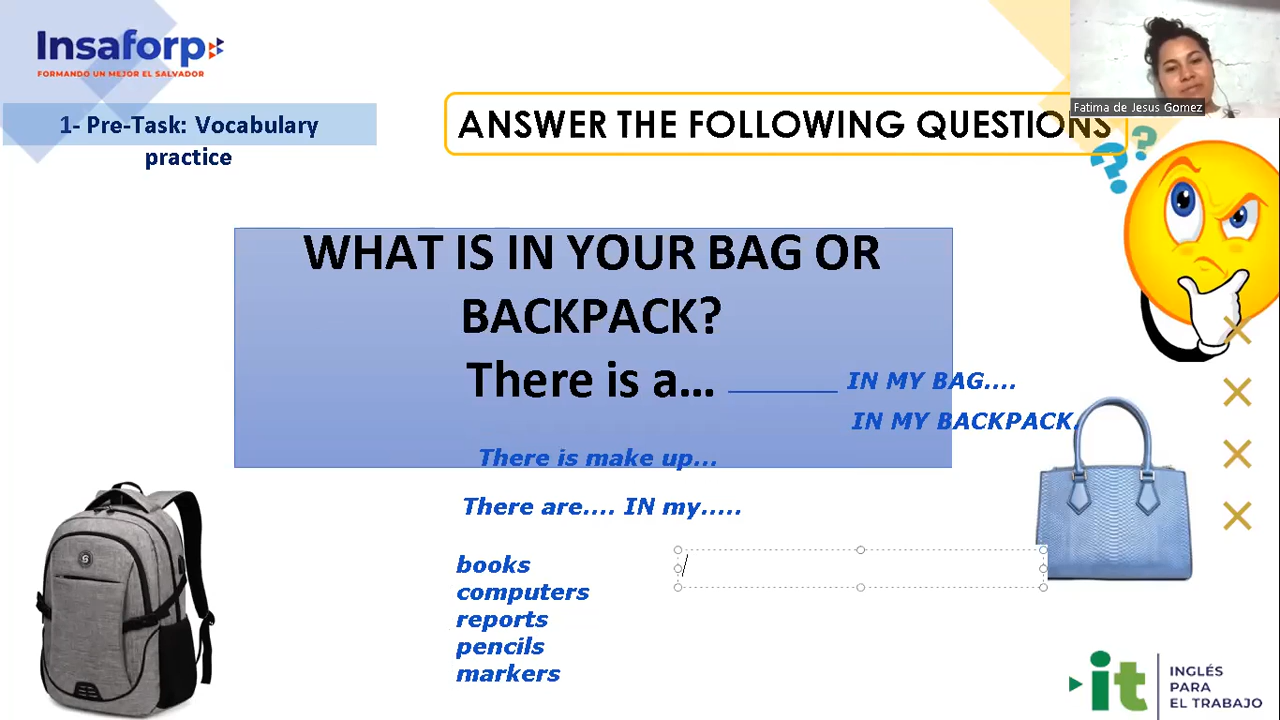 Insaforp
FORMANDO UN MEJOR EL SALVADOR
Fatima de Jesus Gomez
1- Pre-Task: Vocabulary
practice
ANSWER THE FOLLOWING QUESTIONS
WHAT IS IN YOUR BAG OR
BACKPACK?
There is a... ________ IN MY BAG....
IN MY BACKPACK.
There is make up...
There are.... IN my.....
books
computers
reports
pencils
markers
it
INGLÉS
PARA
EL TRABAJO